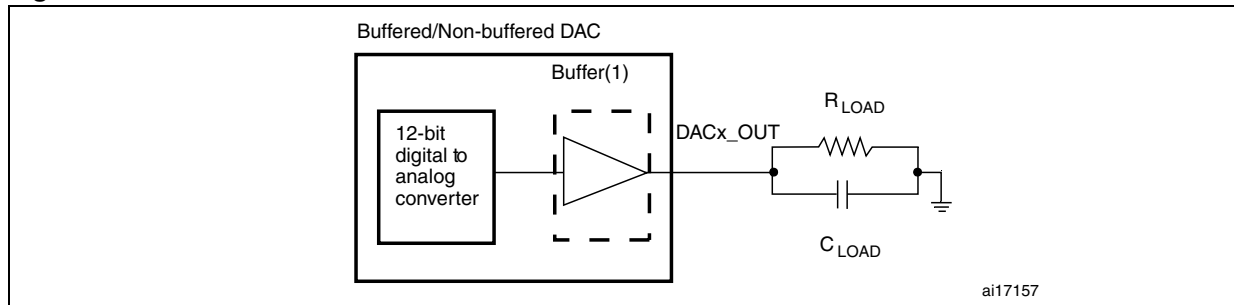 Buffered/Non-buffered DAC
Buffer(1)
12-bit
digital to
analog
converter
DACx_OUT
R LOAD
C LOAD
ai17157